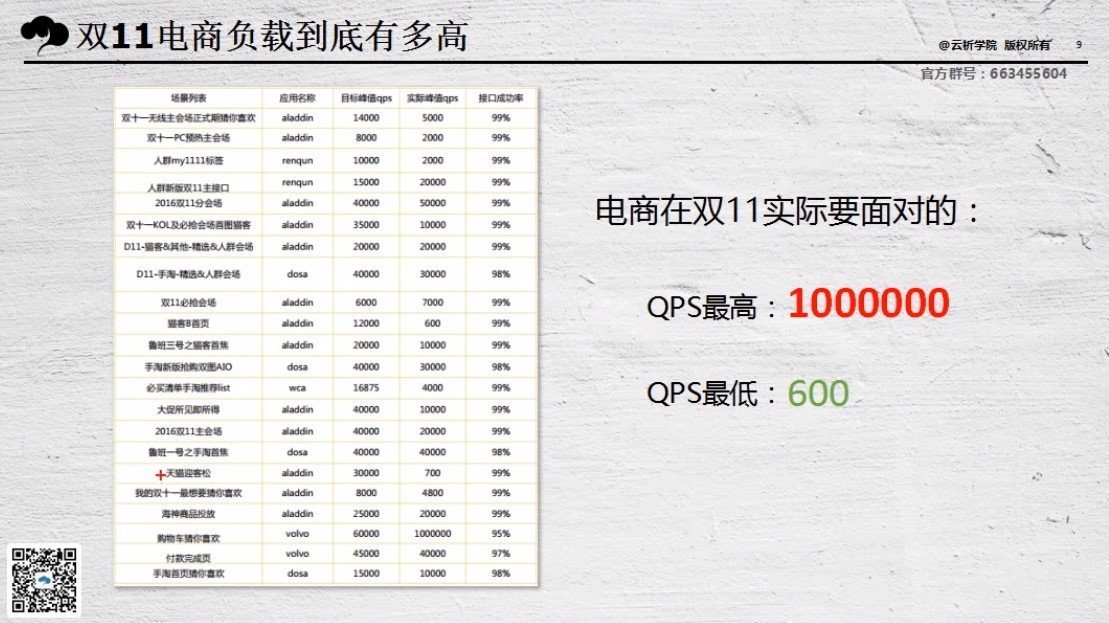 双11电商负载到底有多高
@云析学院 版权所有 9
官方群号：663455604
场景列表 应用名称 目标峰值qps 实际峰值qps 接口成功率
双十一无线主会场正式期猜你喜欢 aladdin 14000 5000 99%
双十一PC预热主会场 aladdin 8000 2000 99%
人群my1111标签 renqun 10000 2000 99%
人群新版双11主接口 renqun 15000 20000 99%
2016双11分会场 aladdin 40000 50000 99%
双十一KOL及必抢会场首图猫客 aladdin 35000 10000 99%
D11-猫客&其他-精选&人群会场 aladdin 20000 20000 99%
D11-手淘-精选&人群会场 dosa 40000 30000 98%
双11必抢会场 aladdin 6000 7000 99%
猫客8首页 aladdin 12000 600 99%
鲁班三号之猫客首焦 aladdin 20000 10000 99%
手淘新版抢购双图AIO dosa 40000 30000 98%
必买清单手淘推荐list wca 16875 4000 99%
大促所见即所得 aladdin 40000 10000 99%
2016双11主会场 aladdin 40000 20000 99%
鲁班一号之手淘首焦 dosa 40000 40000 98%
天猫迎客松 aladdin 30000 700 99%
我的双十一最想要猜你喜欢 aladdin 8000 4800 99%
海神商品投放 aladdin 25000 20000 99%
购物车猜你喜欢 volvo 60000 1000000 95%
付款完成页 volvo 45000 40000 97%
手淘首页猜你喜欢 dosa 15000 10000 98%
电商在双11实际要面对的：
QPS最高：1000000
QPS最低：600